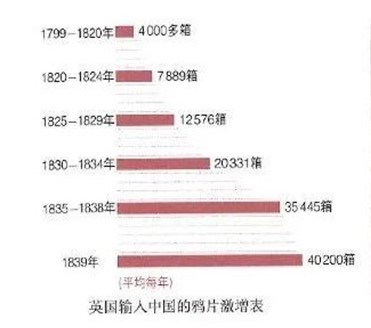 1799-1820年 4000多箱
1820-1824年 7889箱
1825-1829年 12576箱
1830-1834年 20331箱
1835-1838年 35445箱
1839年 40200箱
(平均每年)
英国输入中国的鸦片激增表